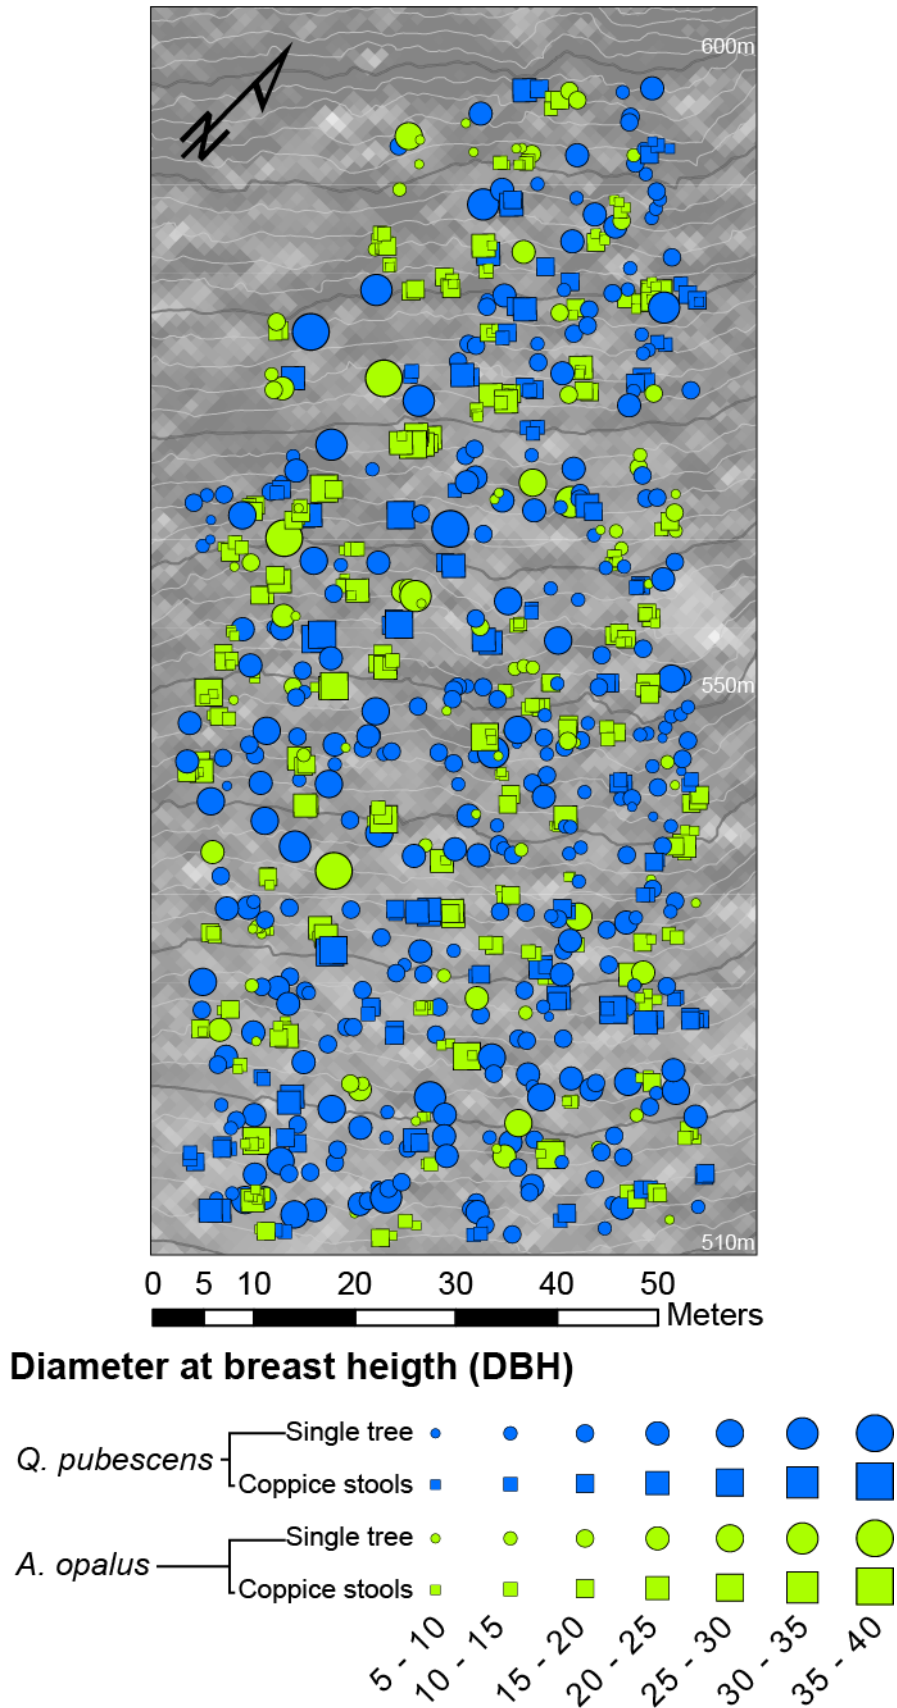 600m
N
550m
510m
0 5 10 20 30 40 50
Meters
Diameter at breast heigth (DBH)
Single tree
Q. pubescens
Coppice stools
Single tree
A. opalus
Coppice stools
5 - 10 10 - 15 15 - 20 20 - 25 25 - 30 30 - 35 35 - 40